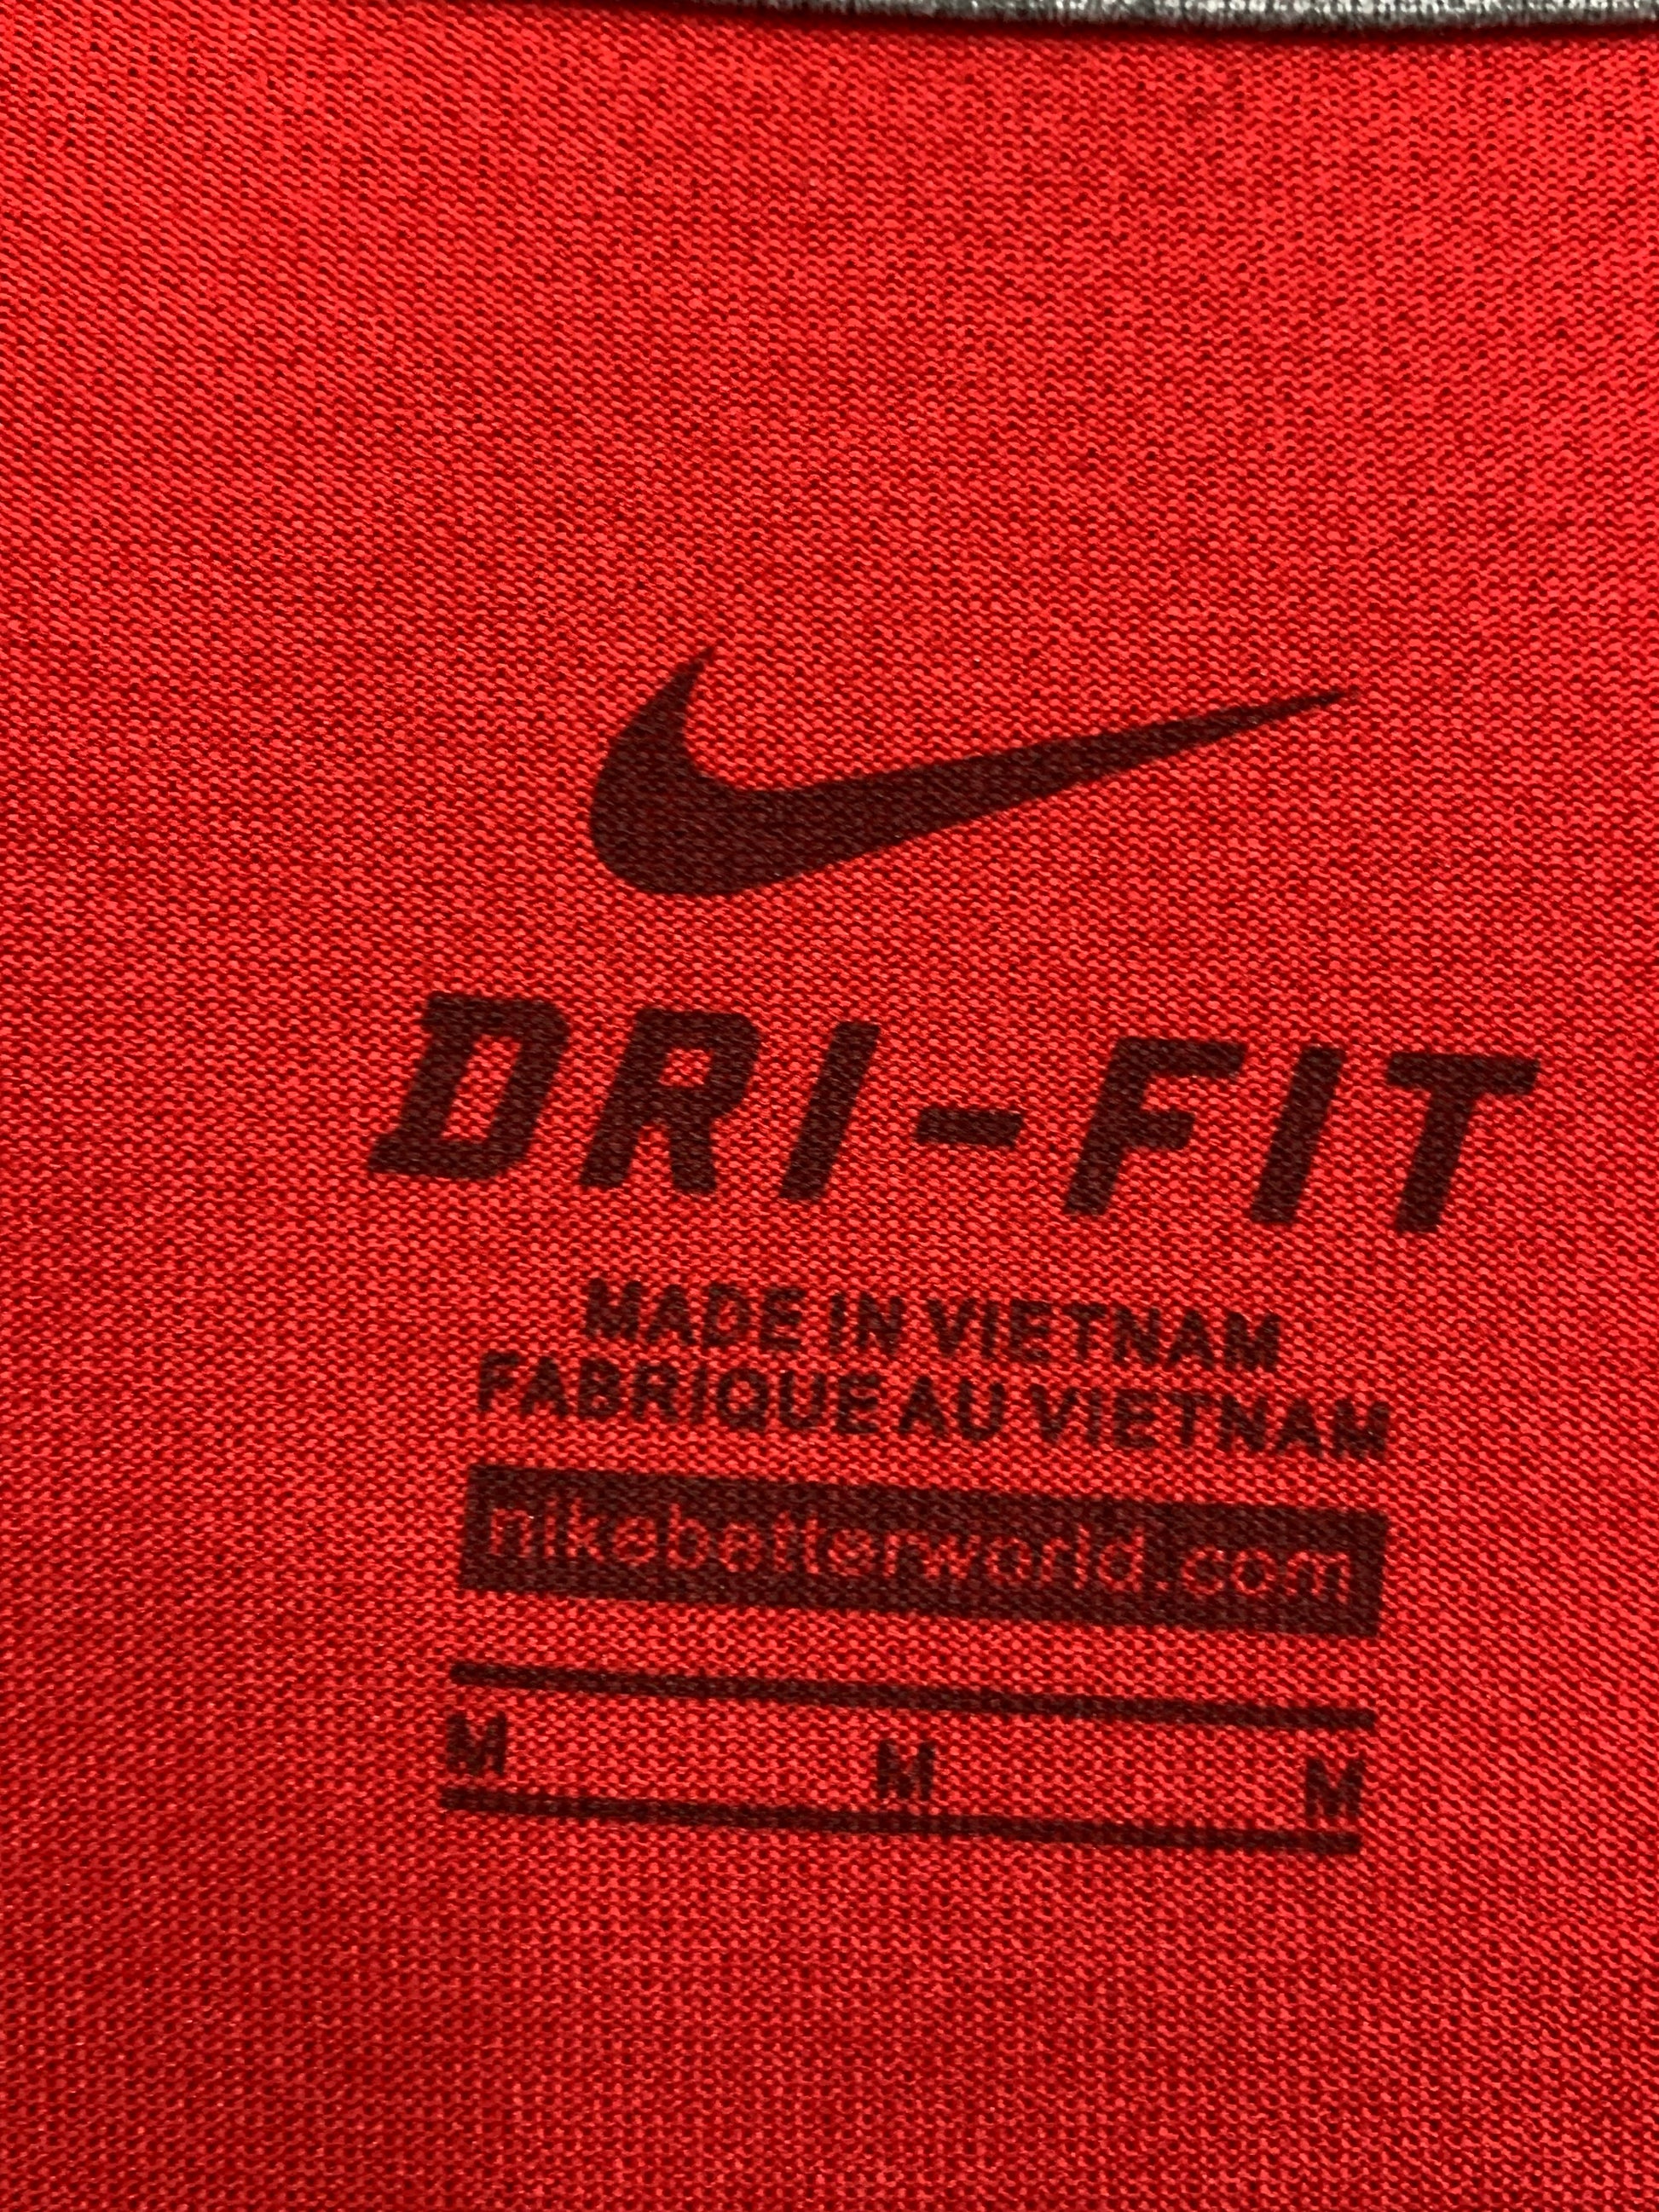 DRI-FIT
MADE IN VIETNAM
FABRIQUE AU VIETNAM
nikebetterworld.com
M M M